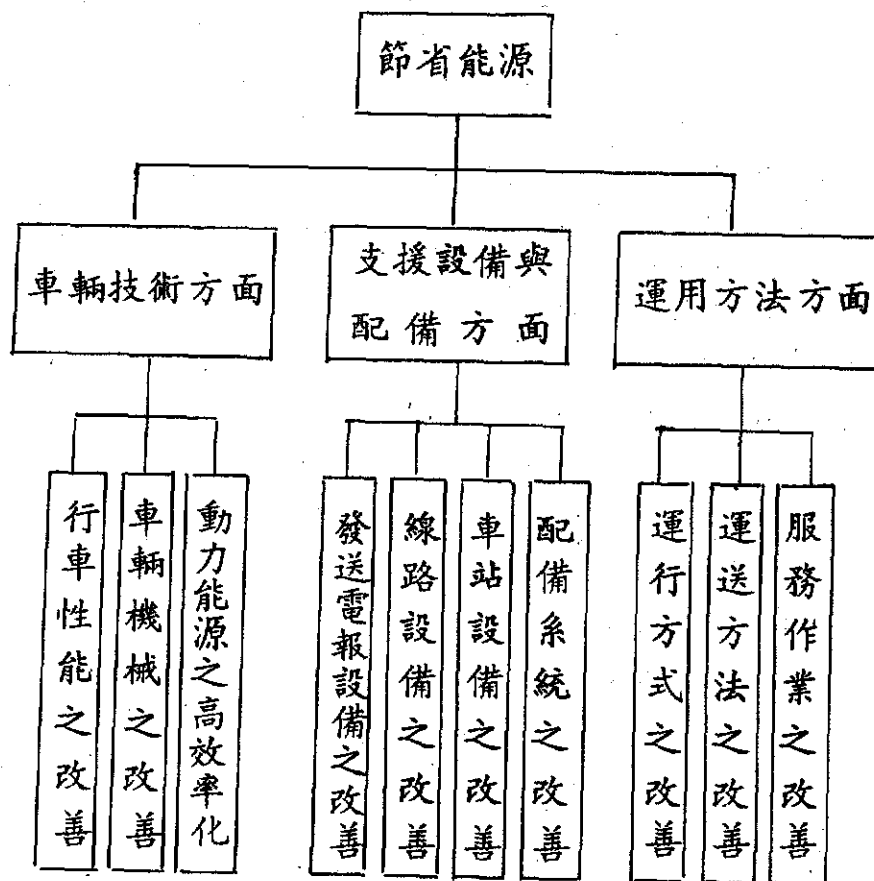 節省能源
車輛技術方面
支援設備與
配備方面
運用方法方面
行車性能之改善
車輛機械之改善
動力能源之高效率化
發送電報設備之改善
線路設備之改善
車站設備之改善
配備系統之改善
運行方式之改善
運送方法之改善
服務作業之改善